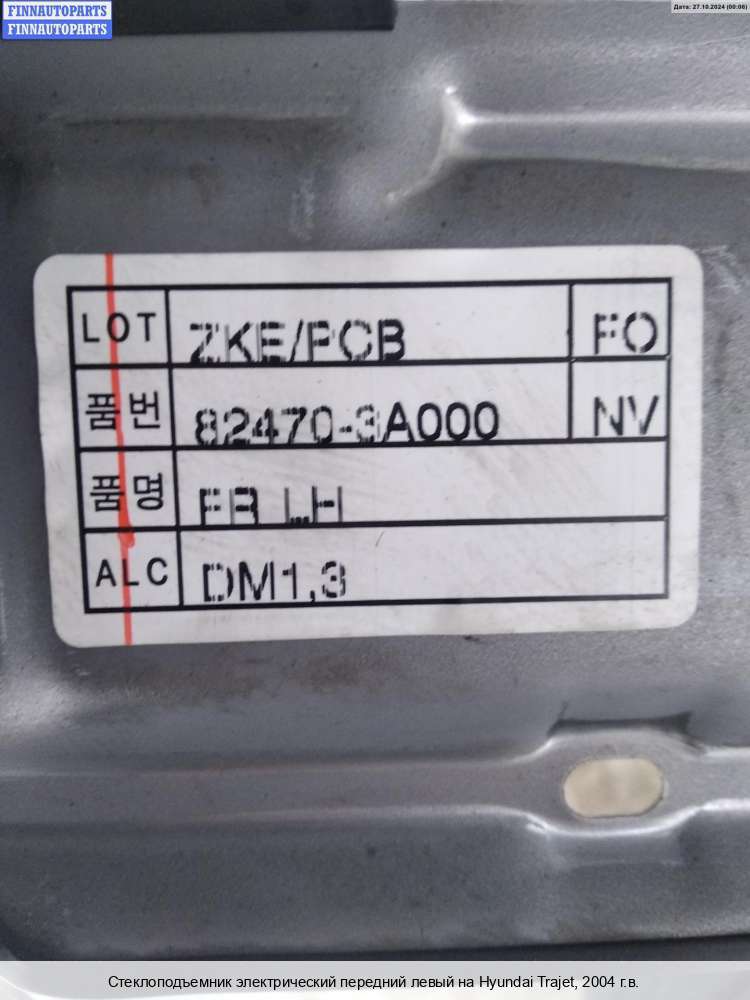 FINNAUTOPARTS
FINNAUTOPARTS
Дата: 27.10.2024 (00:06)
LOT ZKE/PCB FO
품번 82470-3A000 NV
품명 FR LH
ALC DM1,3
Стеклоподъемник электрический передний левый на Hyundai Trajet, 2004 г.в.